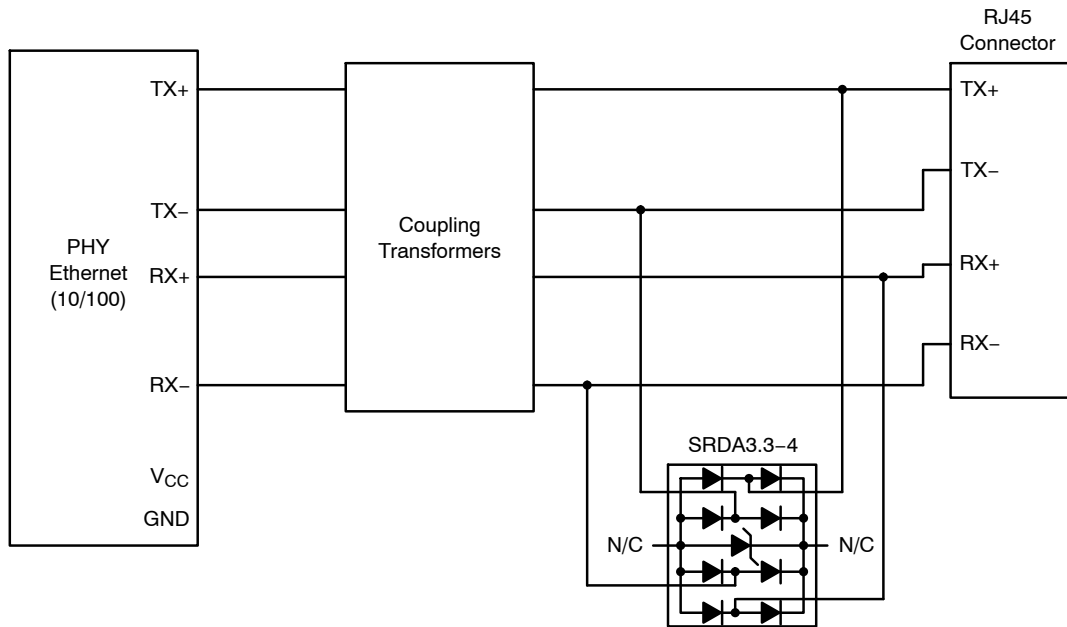 RJ45
Connector
TX+
TX+
TX−
TX−
Coupling
Transformers
PHY
Ethernet
(10/100)
RX+
RX+
RX−
RX−
SRDA3.3−4
VCC
GND
N/C
N/C